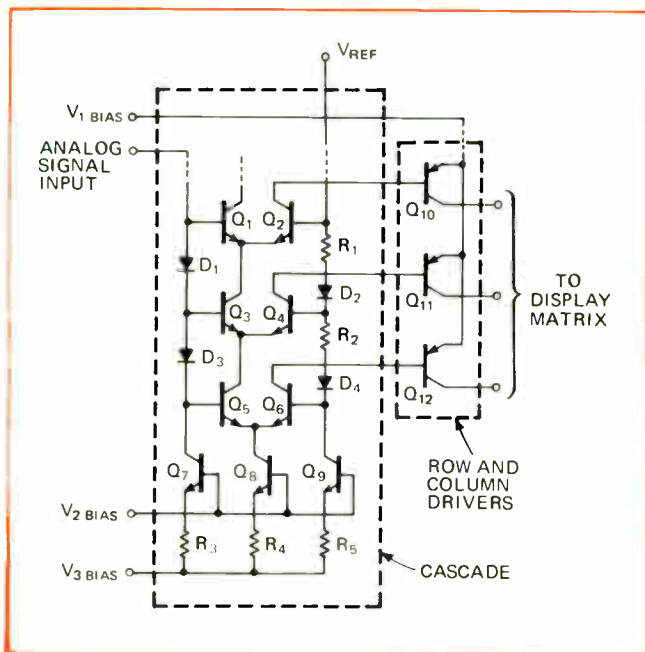 VREF
V1 BIAS
ANALOG
SIGNAL
INPUT
Q1
Q2
Q10
R1
D1
D2
Q11
TO
DISPLAY
MATRIX
Q3
Q4
R2
D3
D4
Q12
Q5
Q6
Q7
Q8
Q9
ROW AND
COLUMN
DRIVERS
V2 BIAS
R3
R4
R5
V3 BIAS
CASCADE